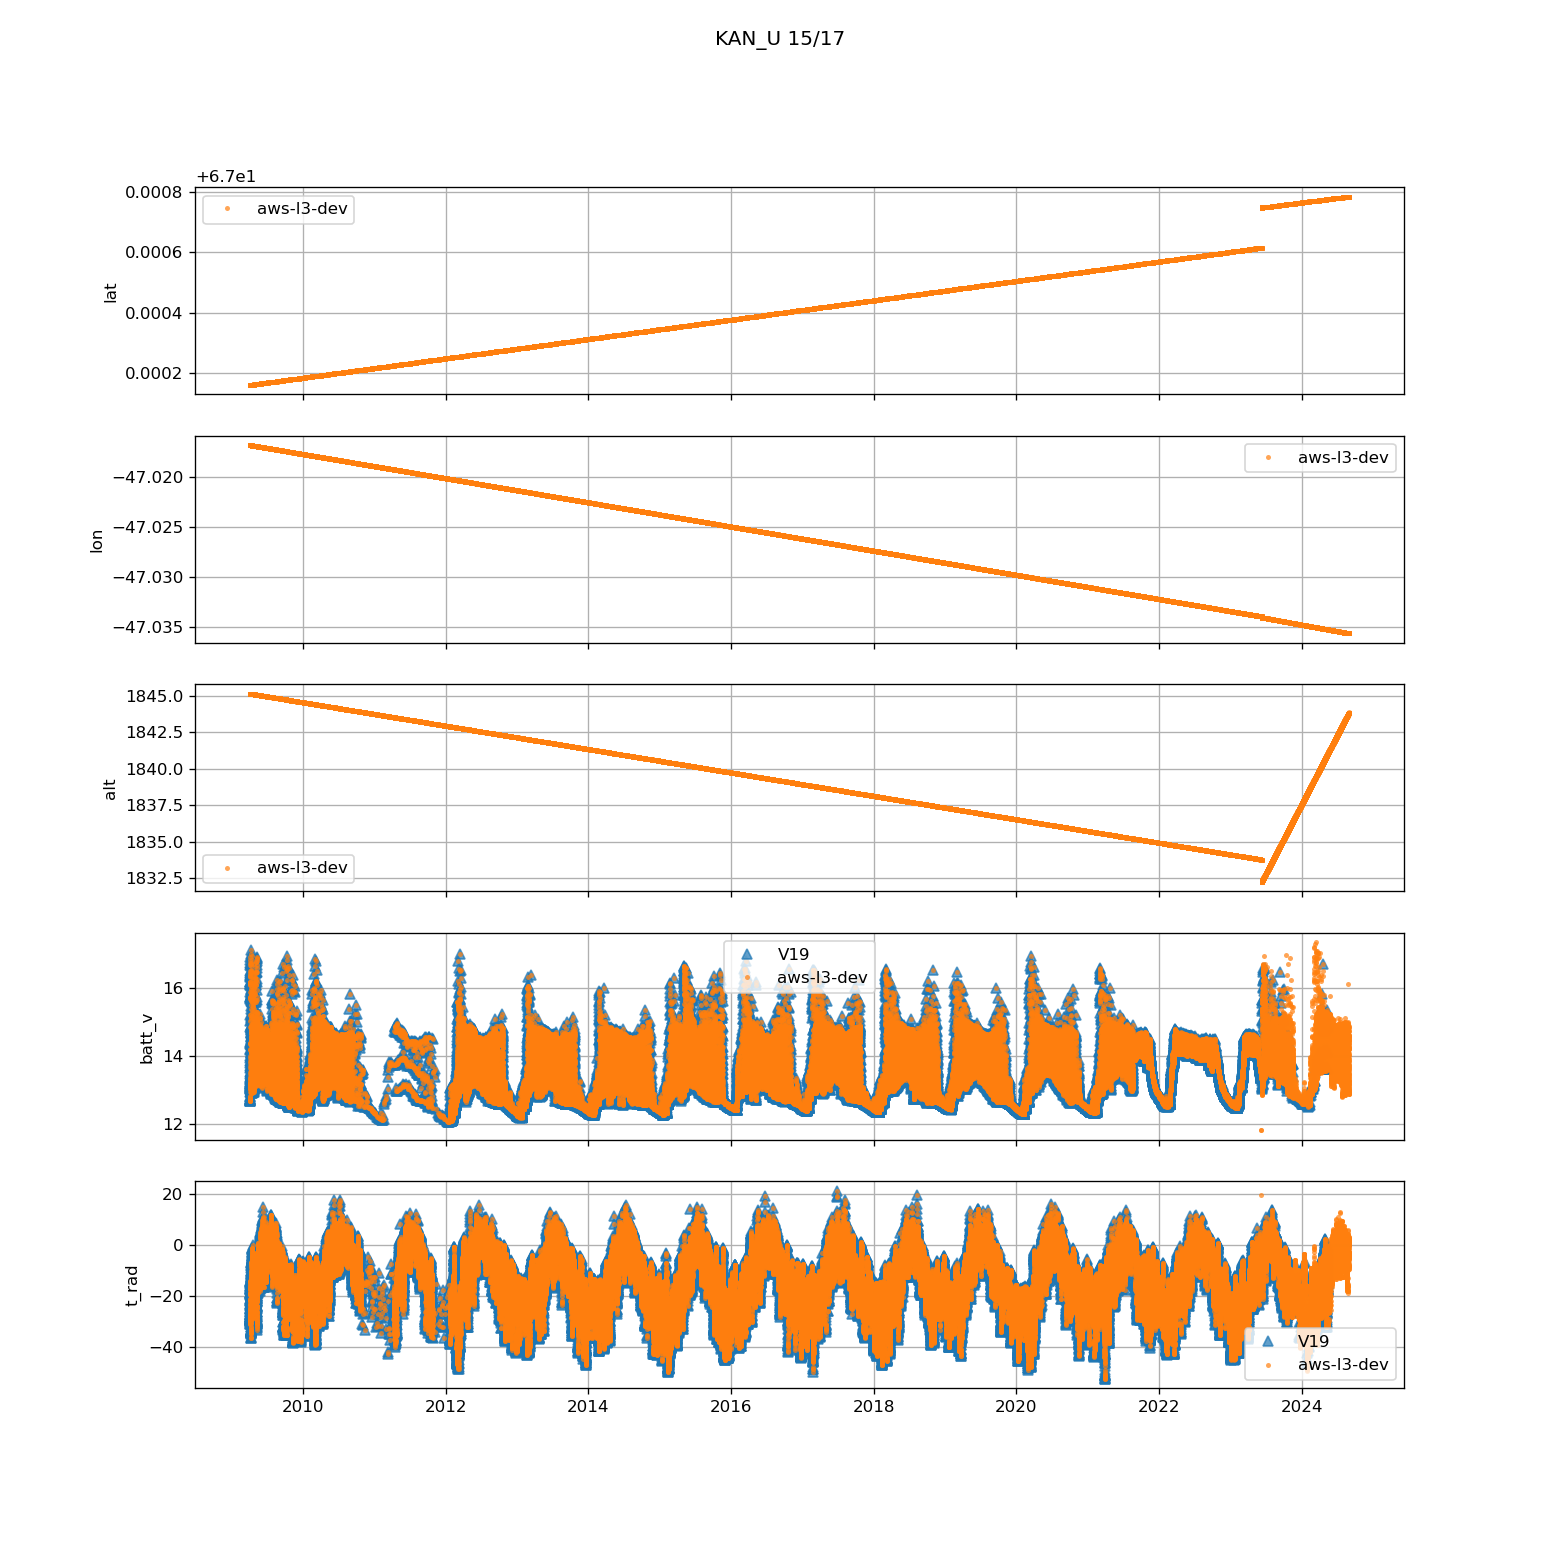 KAN_U 15/17
+6.7e1
0.0008
0.0006
0.0004
0.0002
lat
aws-l3-dev
−47.020
−47.025
−47.030
−47.035
lon
aws-l3-dev
1845.0
1842.5
1840.0
1837.5
1835.0
1832.5
alt
aws-l3-dev
16
14
12
batt_v
V19
aws-l3-dev
20
0
−20
−40
t_rad
V19
aws-l3-dev
2010 2012 2014 2016 2018 2020 2022 2024